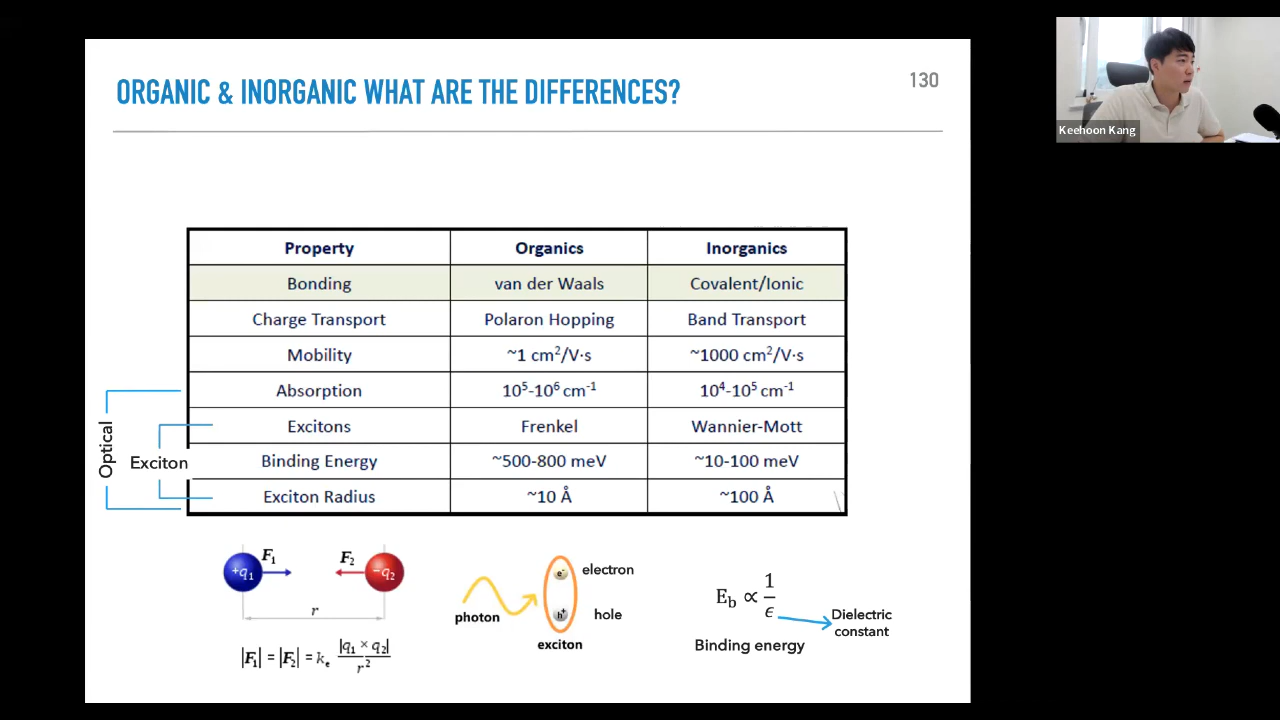 ORGANIC & INORGANIC WHAT ARE THE DIFFERENCES?
130
Keehoon Kang
Property Organics Inorganics
Bonding van der Waals Covalent/Ionic
Charge Transport Polaron Hopping Band Transport
Mobility ~1 cm²/V·s ~1000 cm²/V·s
Absorption 10⁵-10⁶ cm⁻¹ 10⁴-10⁵ cm⁻¹
Excitons Frenkel Wannier-Mott
Binding Energy ~500-800 meV ~10-100 meV
Exciton Radius ~10 Å ~100 Å
Optical
Exciton
+q₁ F₁ F₂ −q₂
r
|F₁| = |F₂| = kₑ |q₁ × q₂| / r²
photon
e⁻ electron
h⁺ hole
exciton
E_b ∝ 1/ϵ
Dielectric
constant
Binding energy